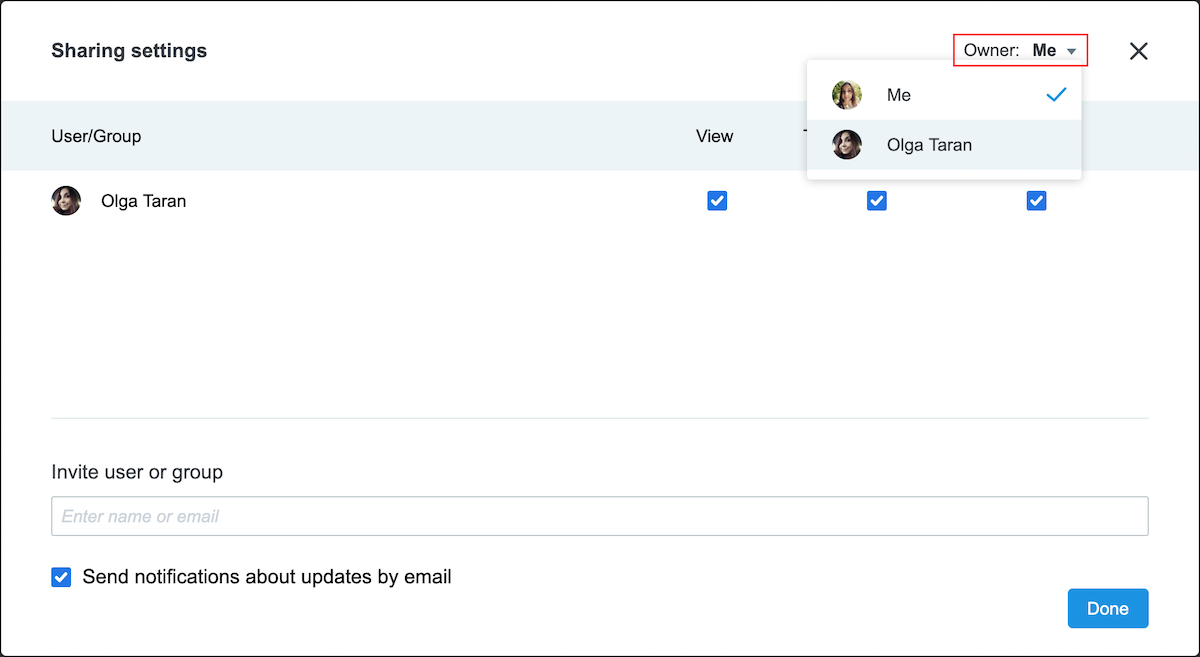 Sharing settings
Owner: Me
Me
Olga Taran
User/Group
View
Olga Taran
Invite user or group
Enter name or email
Send notifications about updates by email
Done